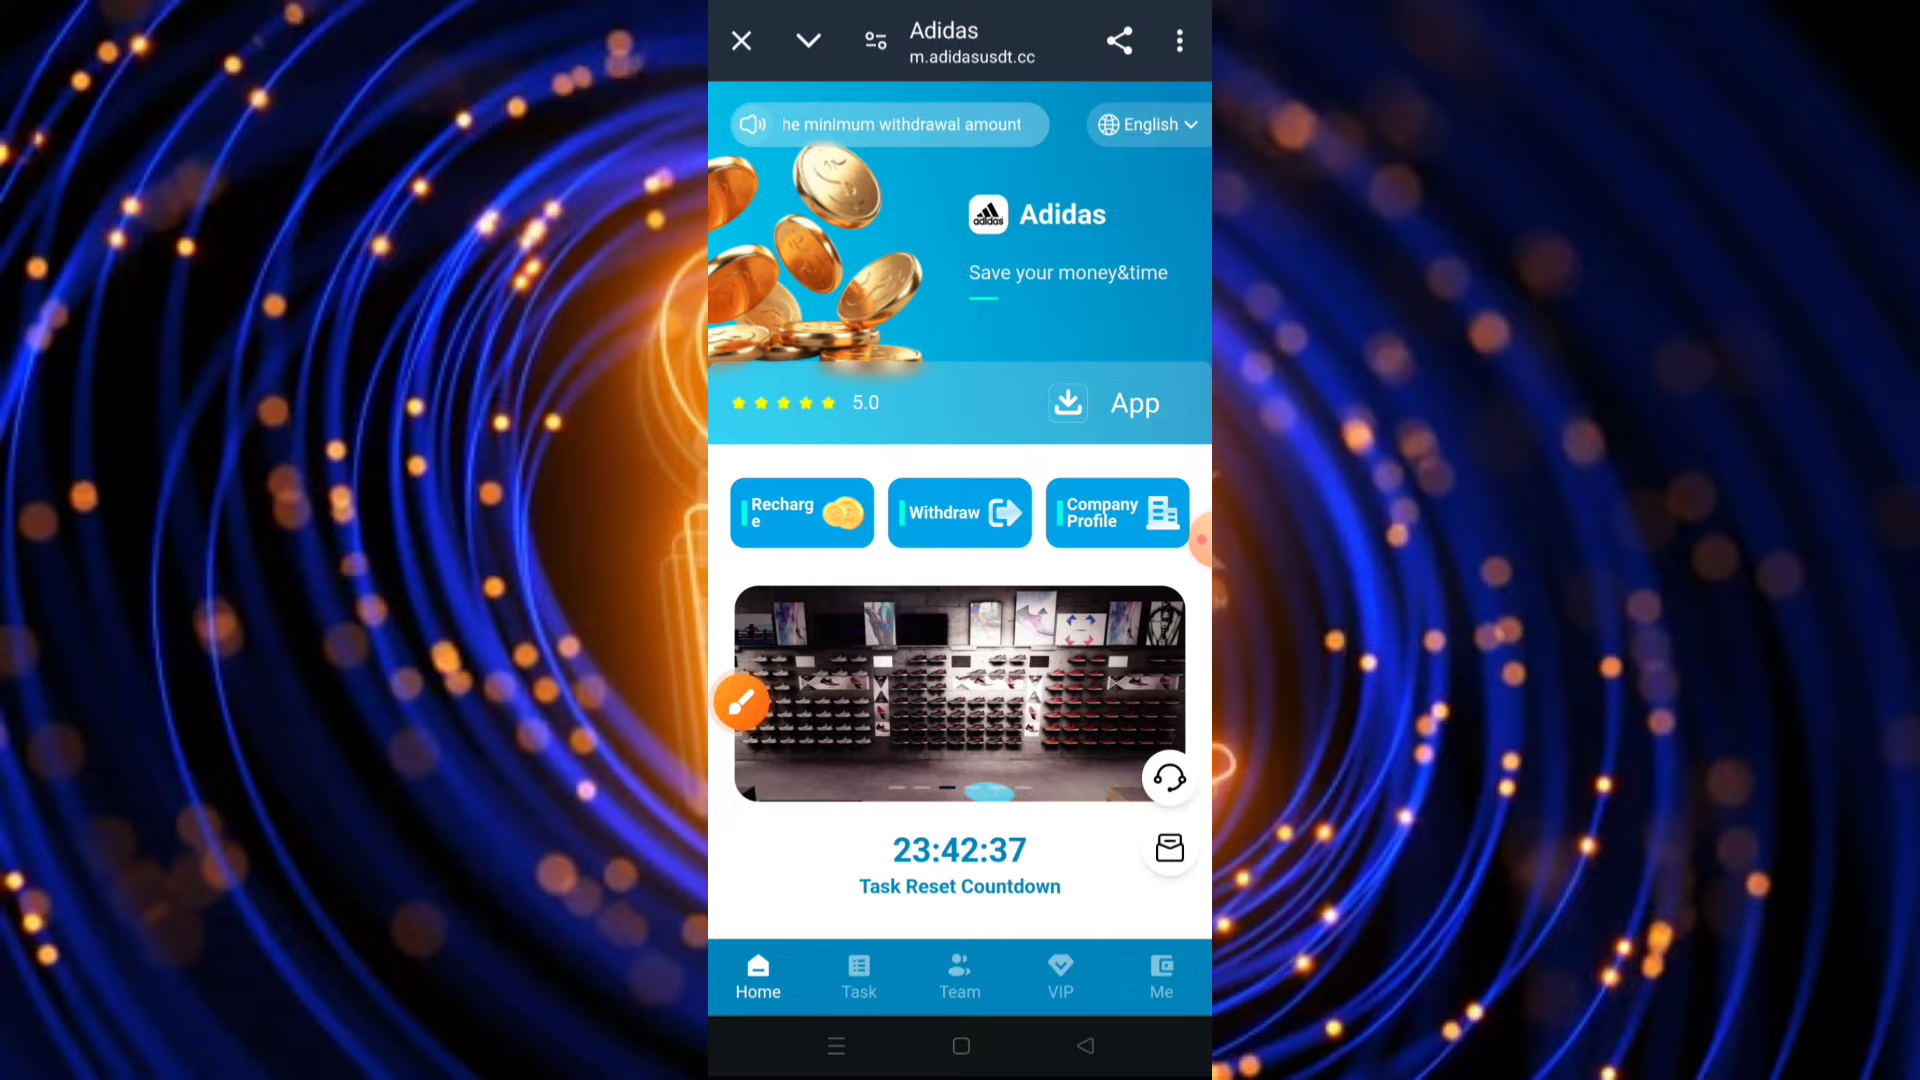 Adidas
m.adidasusdt.cc
he minimum withdrawal amount
English
adidas
Adidas
Save your money&time
5.0
App
Recharg
e
Withdraw
Company
Profile
23:42:37
Task Reset Countdown
Home
Task
Team
VIP
Me